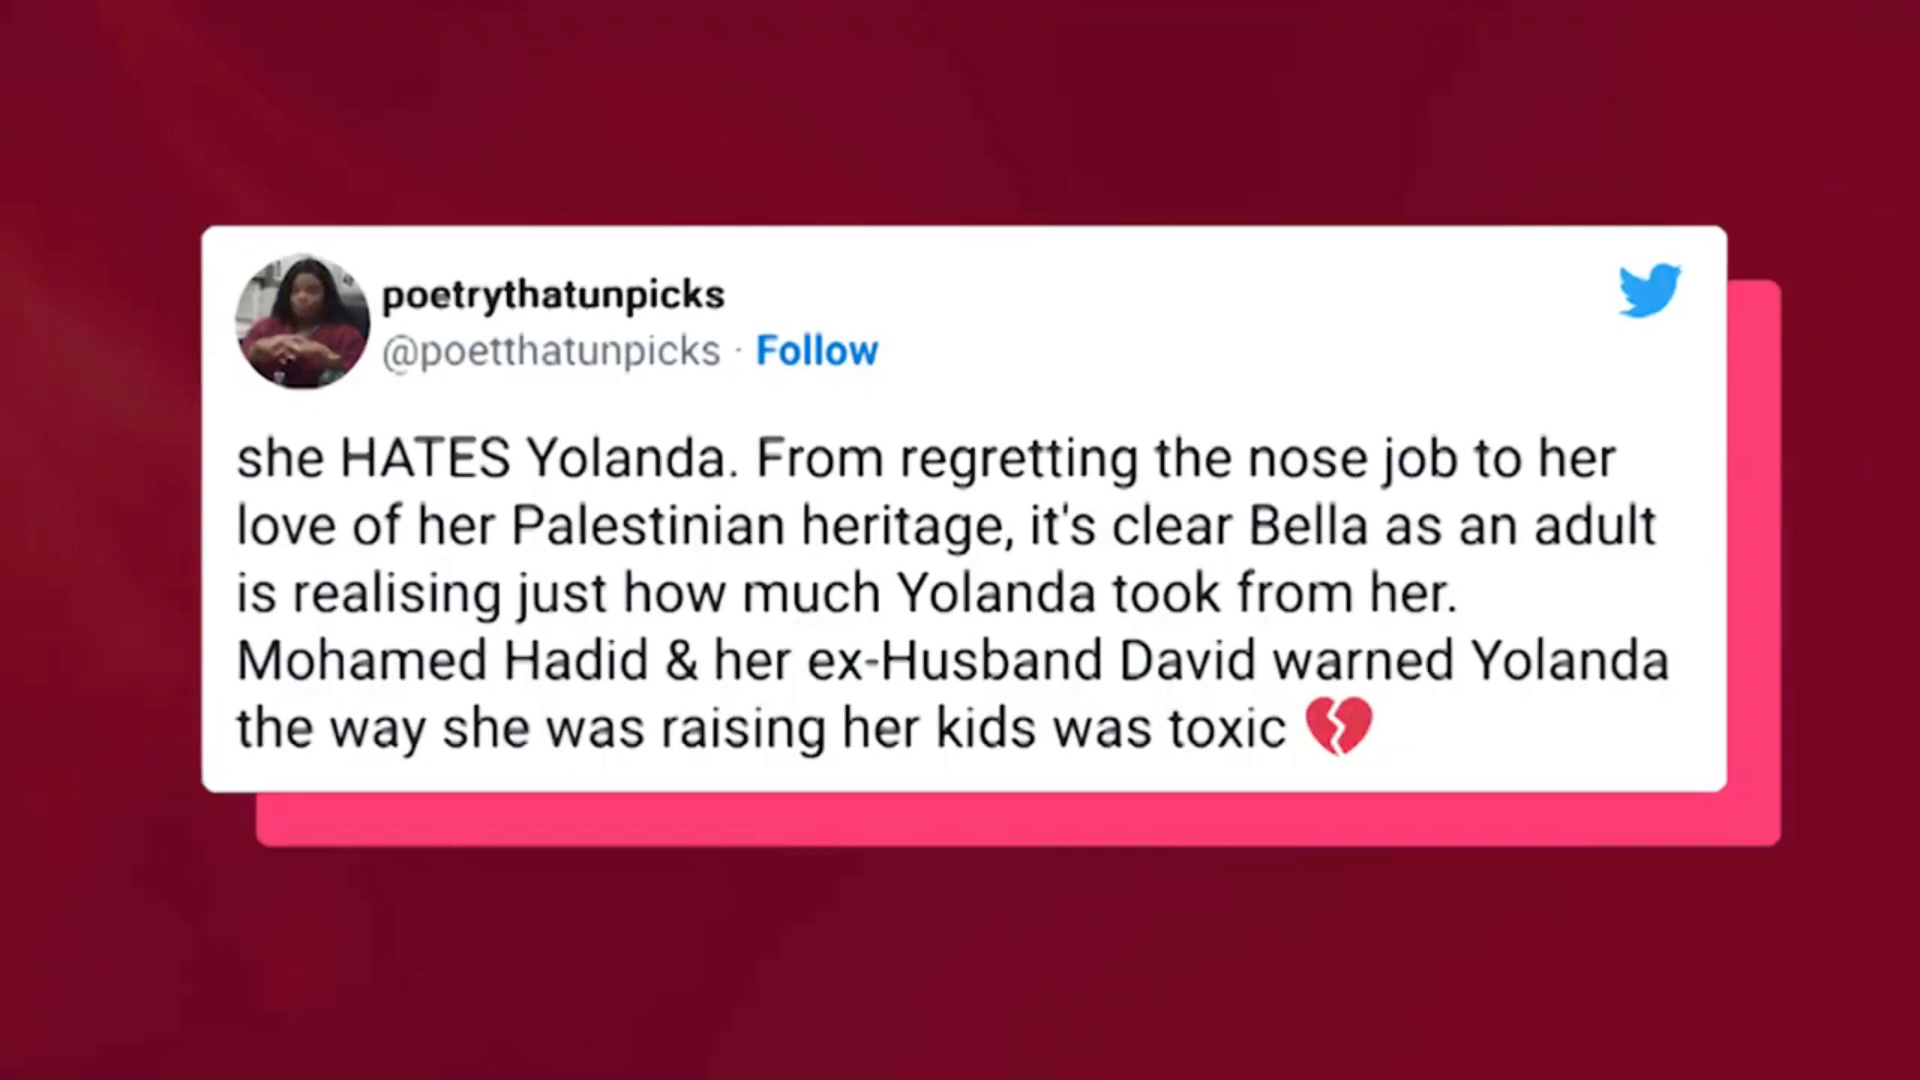 poetrythatunpicks
@poetthatunpicks · Follow
she HATES Yolanda. From regretting the nose job to her
love of her Palestinian heritage, it's clear Bella as an adult
is realising just how much Yolanda took from her.
Mohamed Hadid & her ex-Husband David warned Yolanda
the way she was raising her kids was toxic 💔